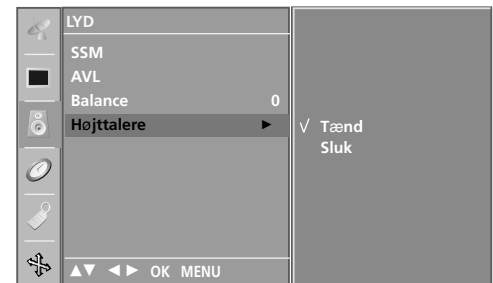 LYD
SSM
AVL
Balance 0
Højttalere ►
√ Tænd
Sluk
▲▼ ◄► OK MENU